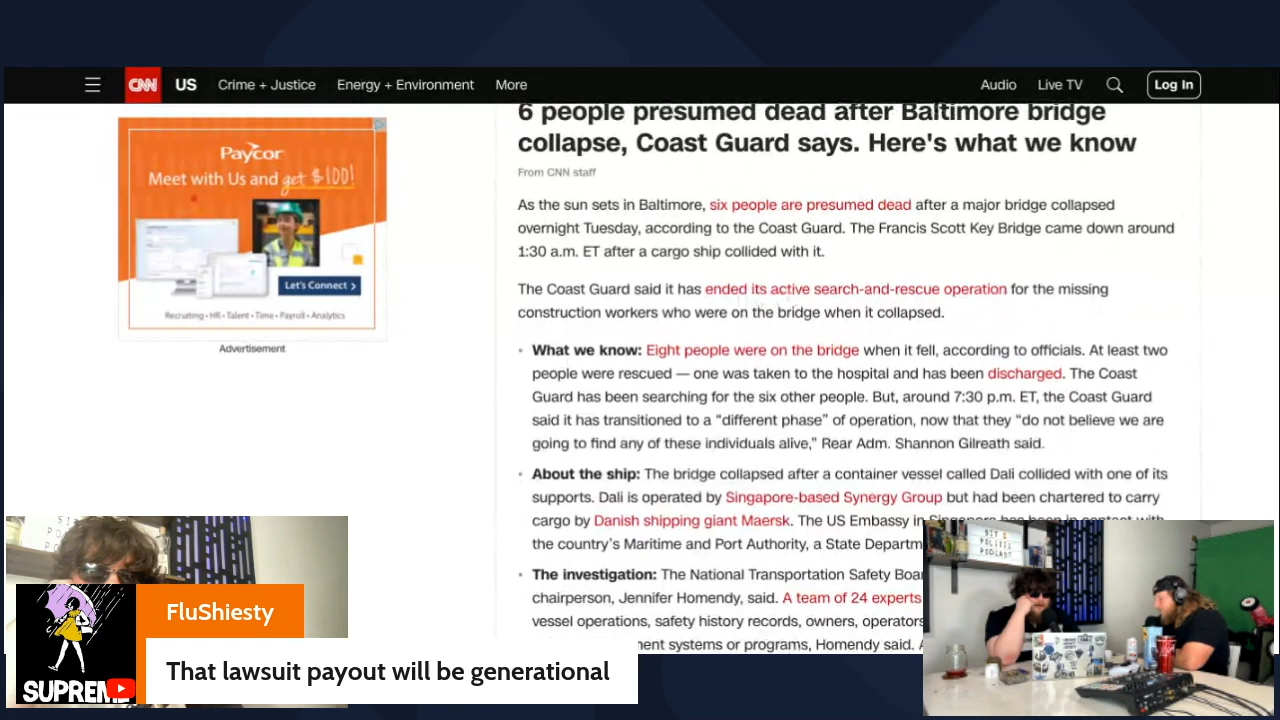 CNN US Crime + Justice Energy + Environment More Audio Live TV Log In
6 people presumed dead after Baltimore bridge
collapse, Coast Guard says. Here's what we know
From CNN staff
As the sun sets in Baltimore, six people are presumed dead after a major bridge collapsed
overnight Tuesday, according to the Coast Guard. The Francis Scott Key Bridge came down around
1:30 a.m. ET after a cargo ship collided with it.
The Coast Guard said it has ended its active search-and-rescue operation for the missing
construction workers who were on the bridge when it collapsed.
• What we know: Eight people were on the bridge when it fell, according to officials. At least two
people were rescued — one was taken to the hospital and has been discharged. The Coast
Guard has been searching for the six other people. But, around 7:30 p.m. ET, the Coast Guard
said it has transitioned to a “different phase” of operation, now that they “do not believe we are
going to find any of these individuals alive,” Rear Adm. Shannon Gilreath said.
• About the ship: The bridge collapsed after a container vessel called Dali collided with one of its
supports. Dali is operated by Singapore-based Synergy Group but had been chartered to carry
cargo by Danish shipping giant Maersk. The US Embassy in Singapore has been in contact with
the country's Maritime and Port Authority, a State Departm
• The investigation: The National Transportation Safety Boar
chairperson, Jennifer Homendy, said. A team of 24 experts
vessel operations, safety history records, owners, operators
ment systems or programs, Homendy said. A
Paycor
Meet with Us and get $100!
Let's Connect >
Recruiting • HR • Talent • Time • Payroll • Analytics
Advertisement
FluShiesty
That lawsuit payout will be generational
SUPREME
SIT &
POLITIC
PODCAST